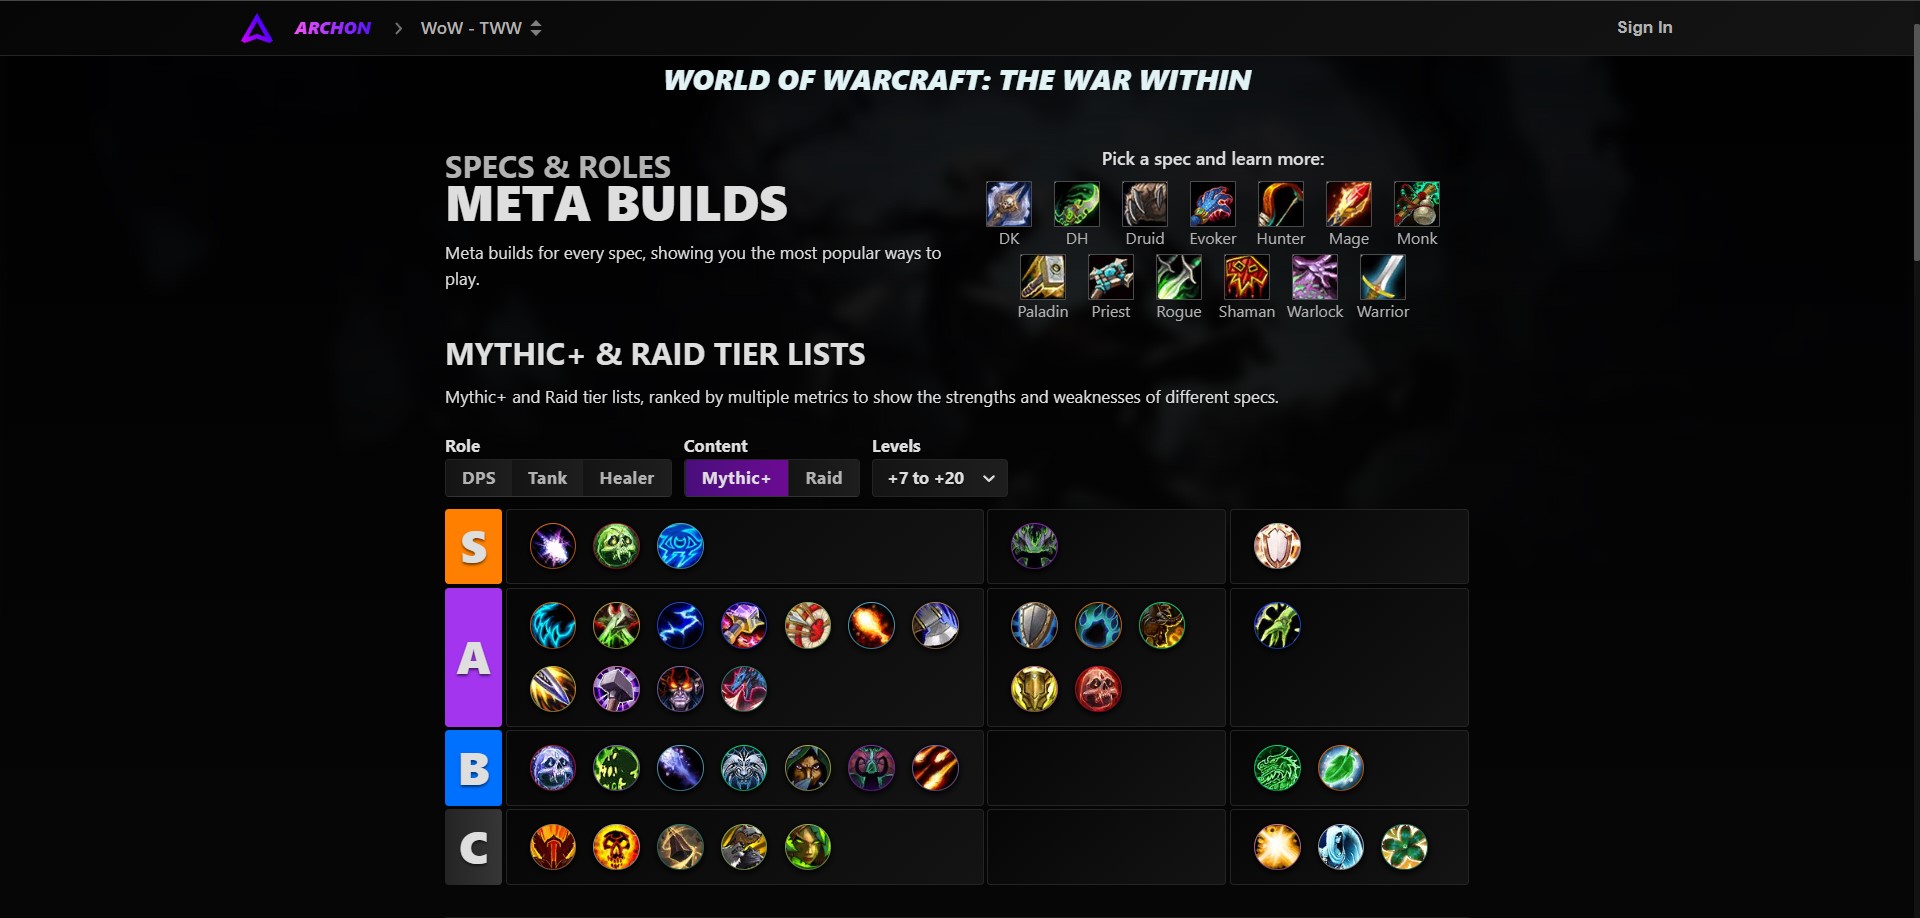 ARCHON > WoW - TWW
Sign In
WORLD OF WARCRAFT: THE WAR WITHIN
SPECS & ROLES
META BUILDS
Meta builds for every spec, showing you the most popular ways to
play.
Pick a spec and learn more:
DK DH Druid Evoker Hunter Mage Monk
Paladin Priest Rogue Shaman Warlock Warrior
MYTHIC+ & RAID TIER LISTS
Mythic+ and Raid tier lists, ranked by multiple metrics to show the strengths and weaknesses of different specs.
Role Content Levels
DPS Tank Healer Mythic+ Raid +7 to +20
S
A
B
C